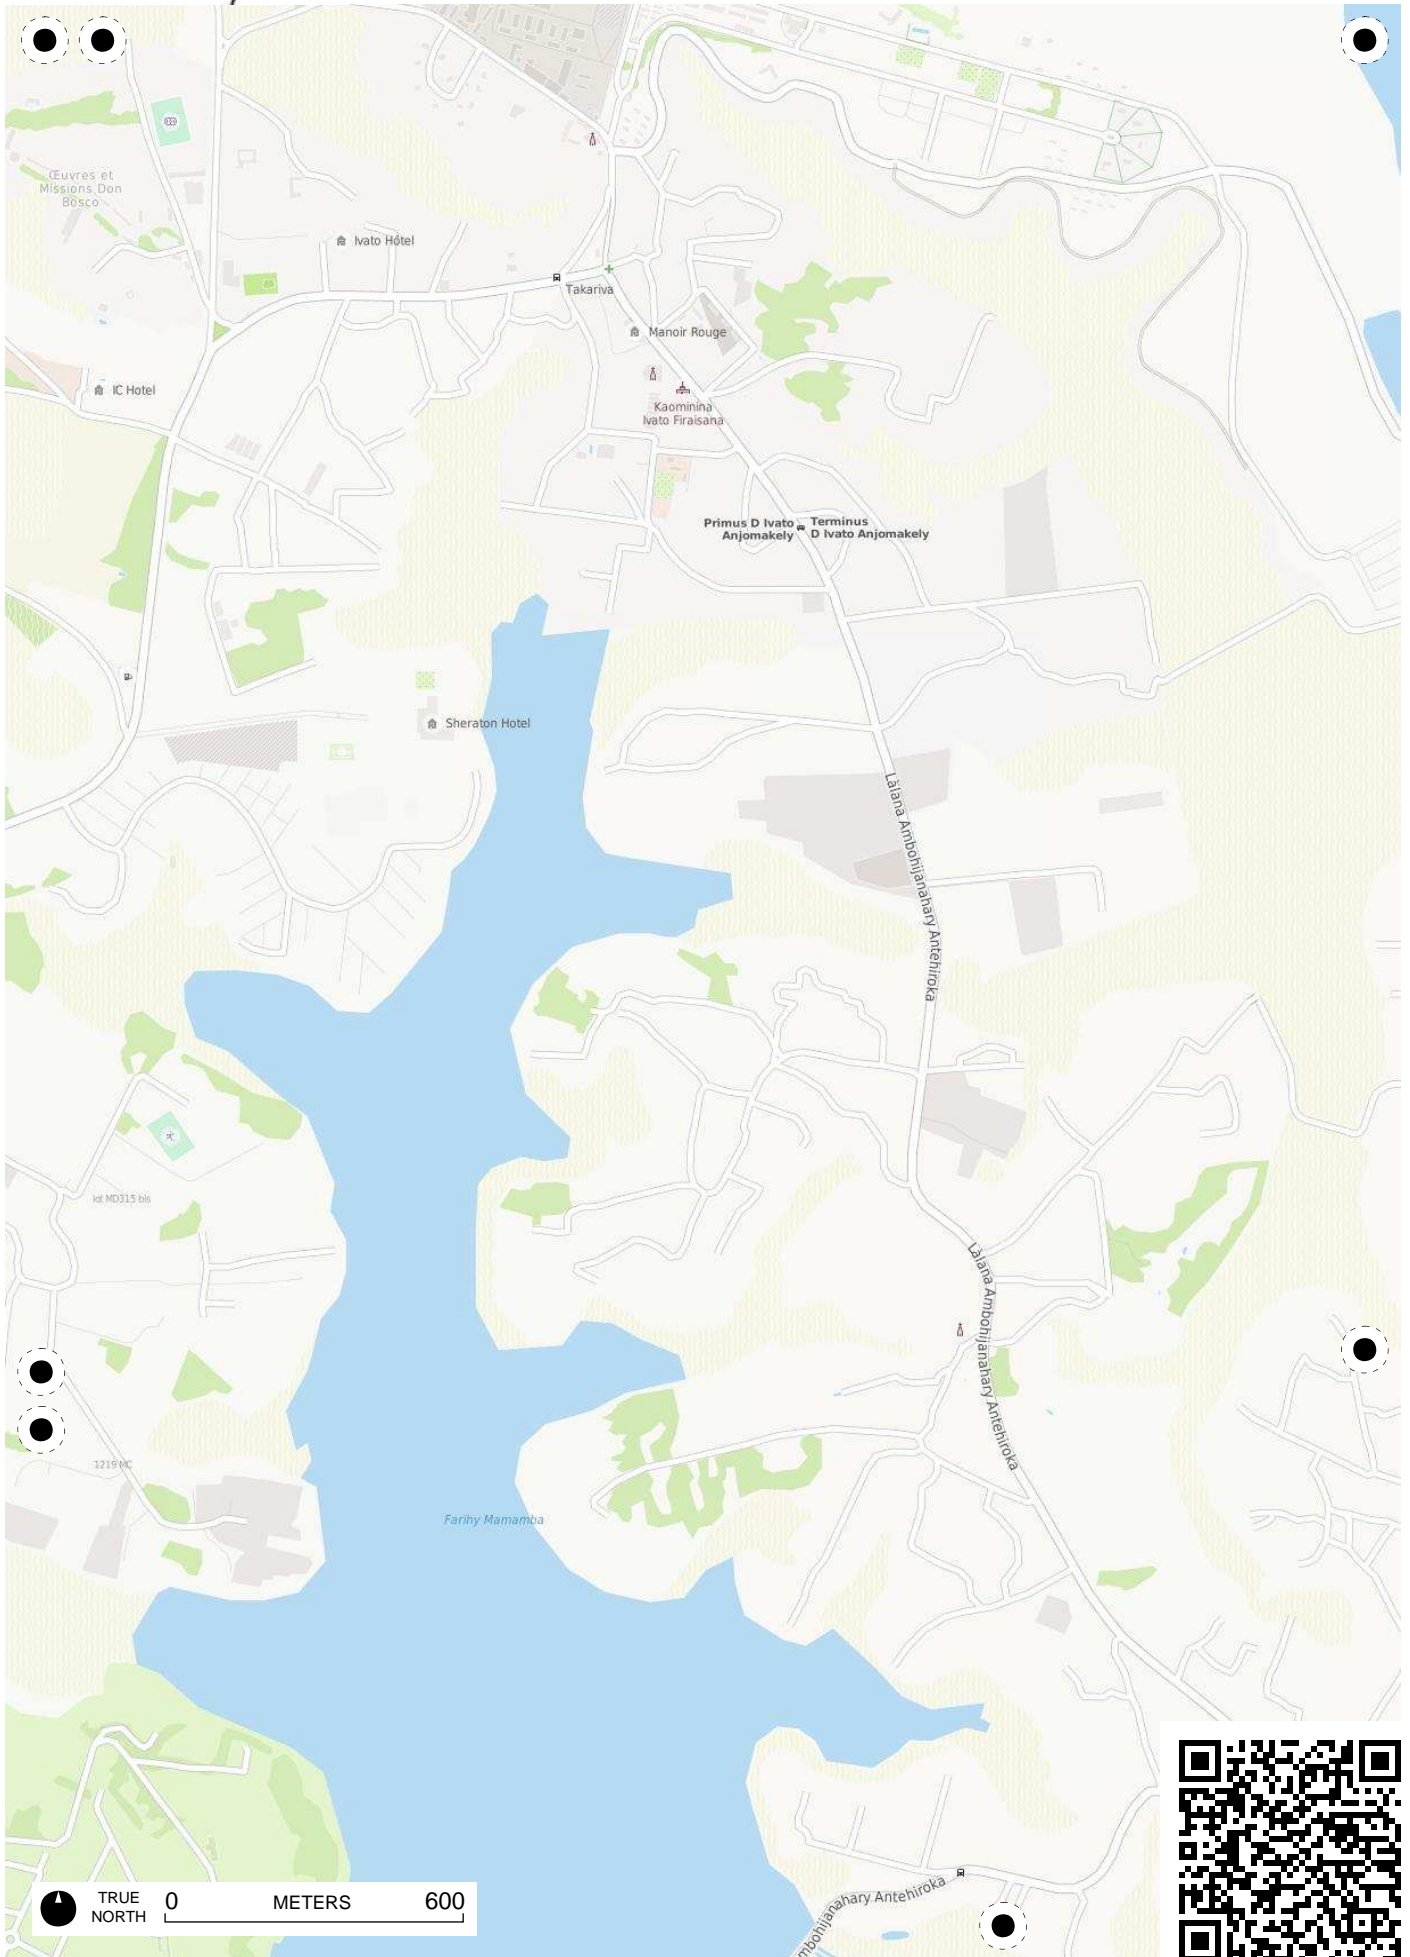 Œuvres et
Missions Don
Bosco
Ivato Hôtel
Takariva
Manoir Rouge
IC Hotel
Kaominina
Ivato Firaisana
Primus D Ivato
Anjomakely
Terminus
D Ivato Anjomakely
Sheraton Hotel
Làlana Ambohijanahary Antehiroka
lot MD315 bis
Làlana Ambohijanahary Antehiroka
1219 MC
Farihy Mamamba
TRUE
NORTH
0 METERS 600
mbohijanahary Antehiroka